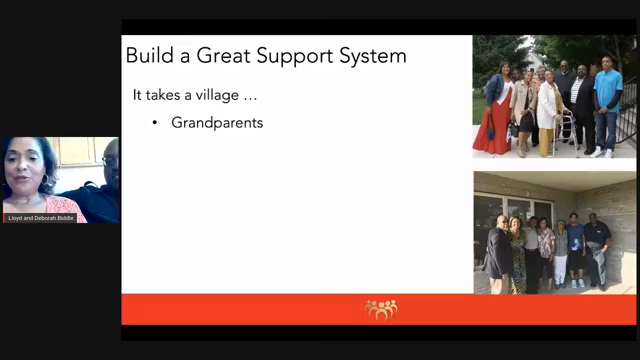 Build a Great Support System
It takes a village …
• Grandparents
Lloyd and Deborah Biddle